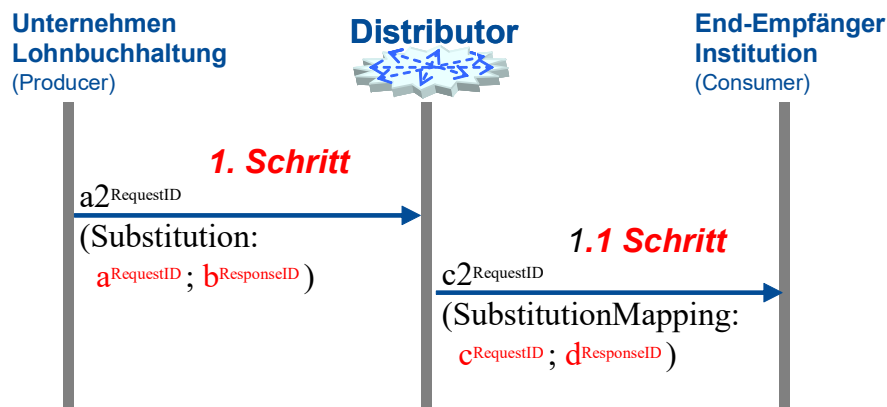 Unternehmen
Lohnbuchhaltung
(Producer)
Distributor
End-Empfänger
Institution
(Consumer)
1. Schritt
a2RequestID
(Substitution:
aRequestID ; bResponseID )
1.1 Schritt
c2RequestID
(SubstitutionMapping:
cRequestID ; dResponseID )